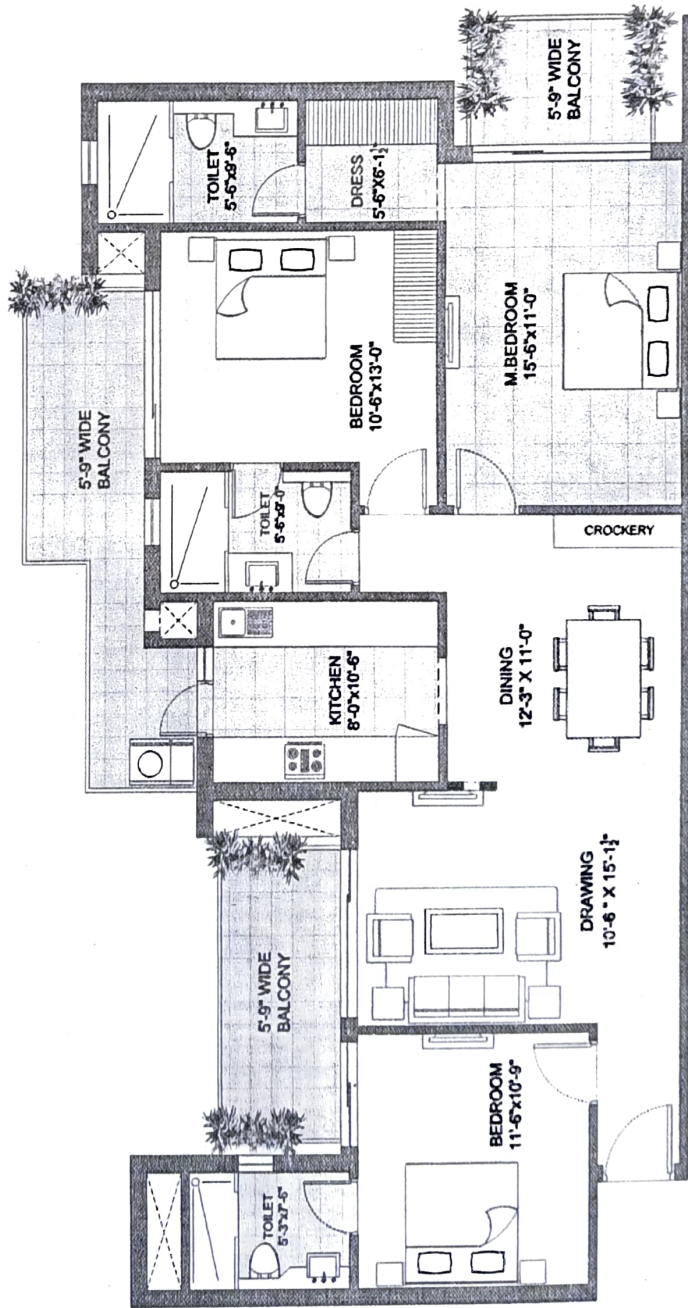 5'-9" WIDE
BALCONY
TOILET
5'-6"x9'-6"
DRESS
5'-6"X6'-1½"
5'-9" WIDE
BALCONY
BEDROOM
10'-6"x13'-0"
M.BEDROOM
15'-6"x11'-0"
TOILET
5'-6"x9'-0"
CROCKERY
KITCHEN
8'-0"x10'-6"
DINING
12'-3" X 11'-0"
5'-9" WIDE
BALCONY
DRAWING
10'-6" X 15'-1½"
BEDROOM
11'-6"x10'-9"
TOILET
5'-3"x7'-6"